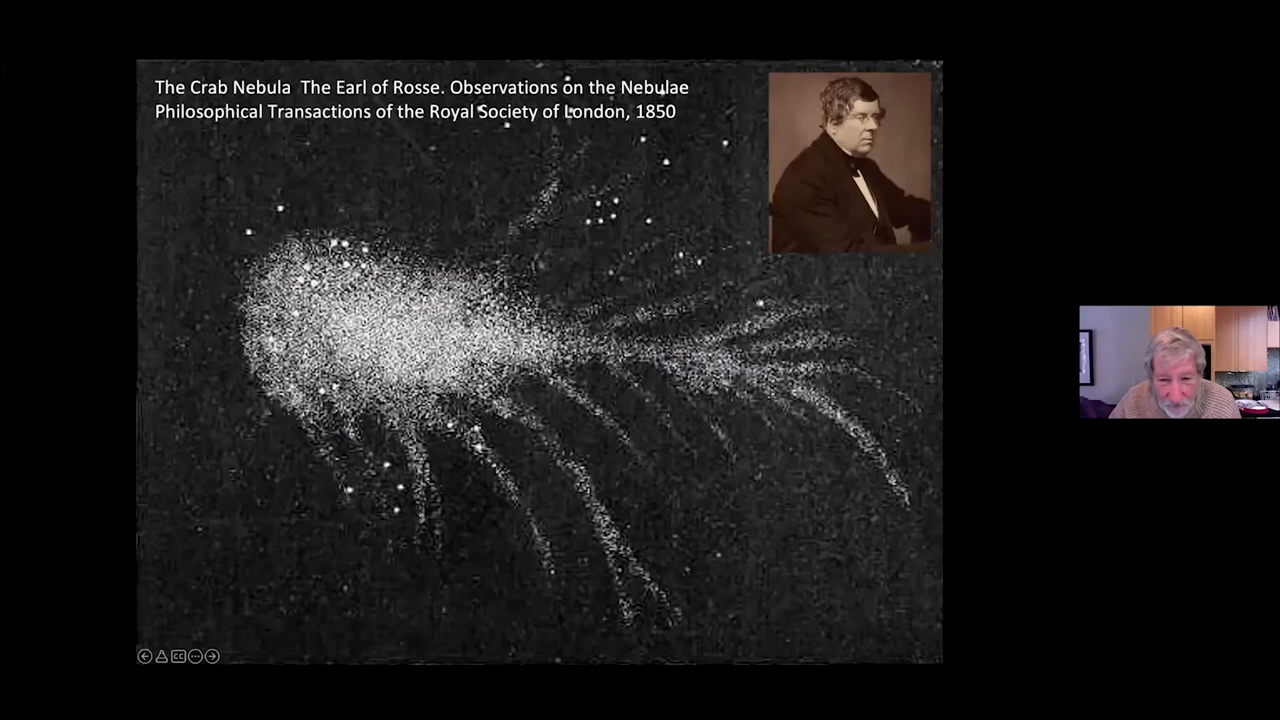 The Crab Nebula  The Earl of Rosse. Observations on the Nebulae
Philosophical Transactions of the Royal Society of London, 1850
CC